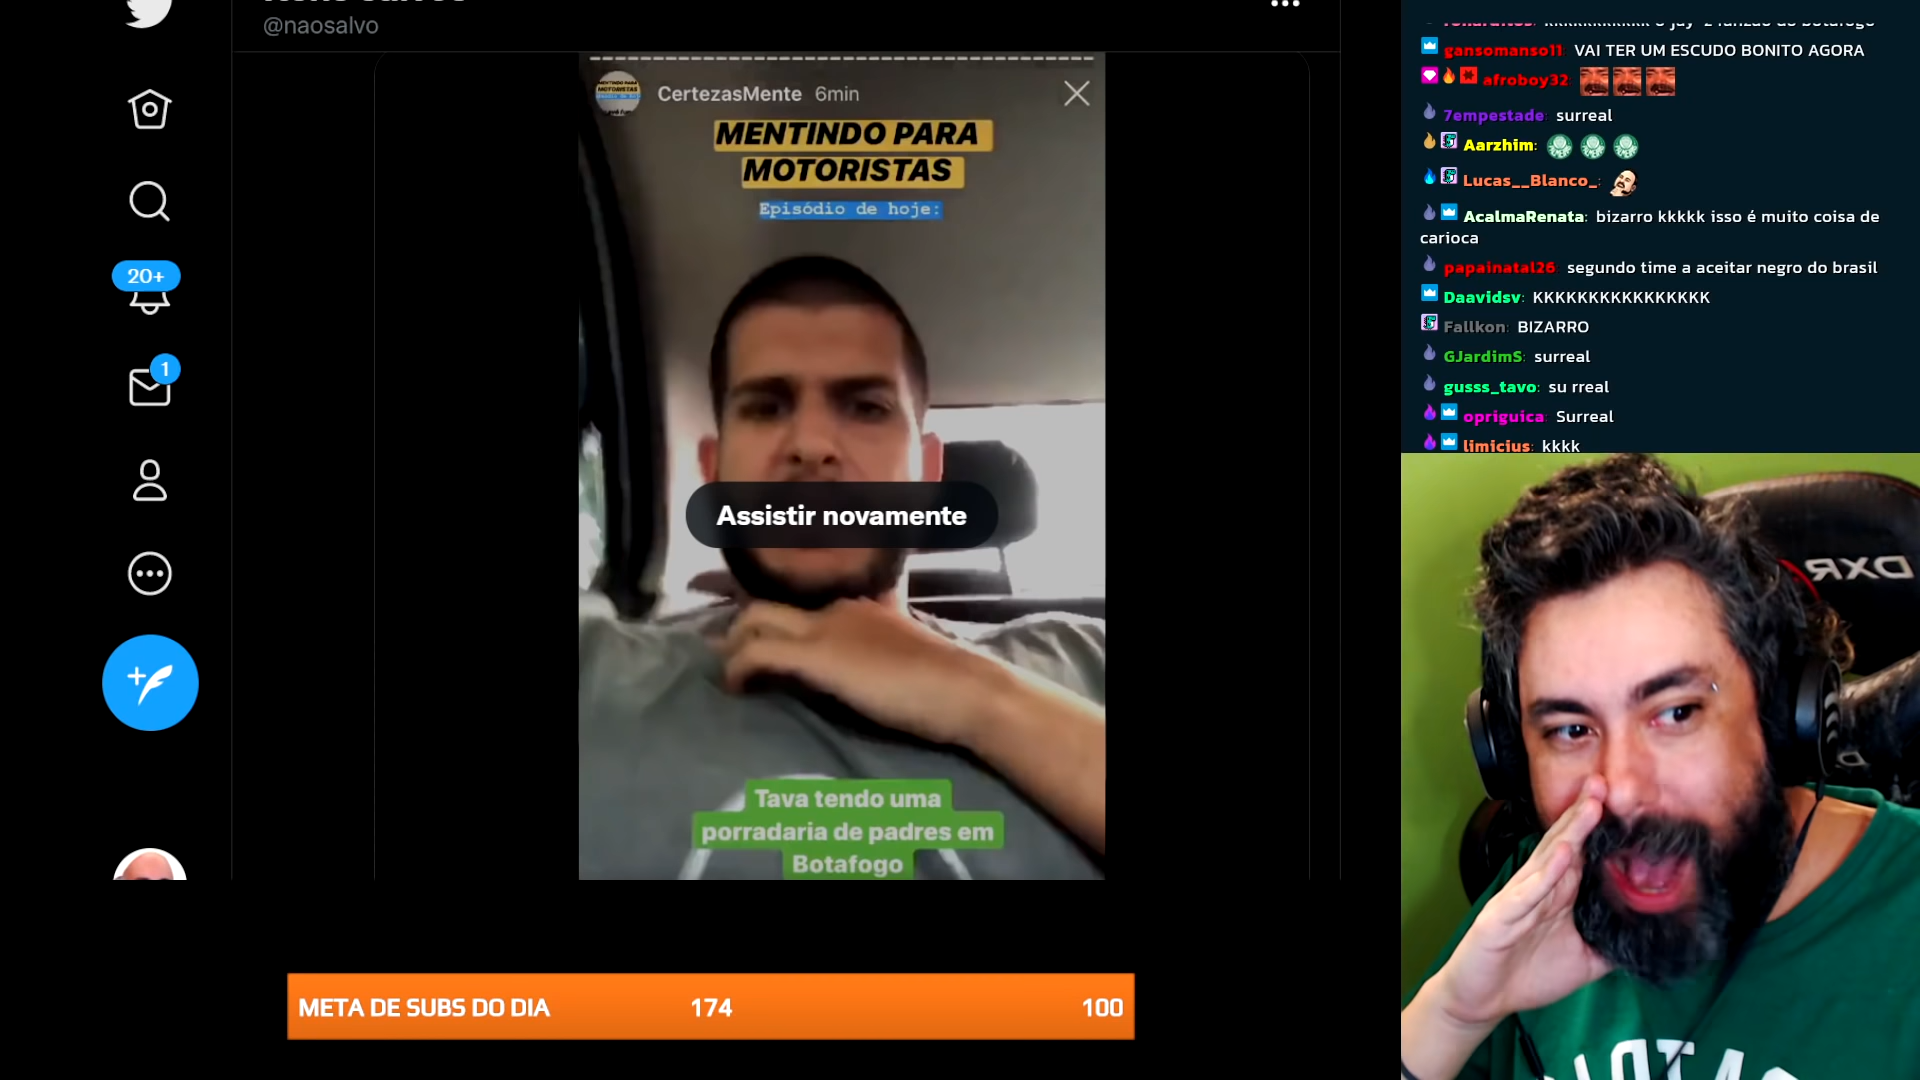 @naosalvo
20+
1
CertezasMente 6min
MENTINDO PARA
MOTORISTAS
Episódio de hoje:
Assistir novamente
Tava tendo uma
porradaria de padres em
Botafogo
META DE SUBS DO DIA 174 100
gansomanso11: VAI TER UM ESCUDO BONITO AGORA
afroboy32:
7empestade: surreal
Aarzhim:
Lucas__Blanco_:
AcalmaRenata: bizarro kkkkk isso é muito coisa de
carioca
papainatal26: segundo time a aceitar negro do brasil
Daavidsv: KKKKKKKKKKKKKKKK
Fallkon: BIZARRO
GJardimS: surreal
gusss_tavo: su rreal
opriguica: Surreal
limicius: kkkk
DXR